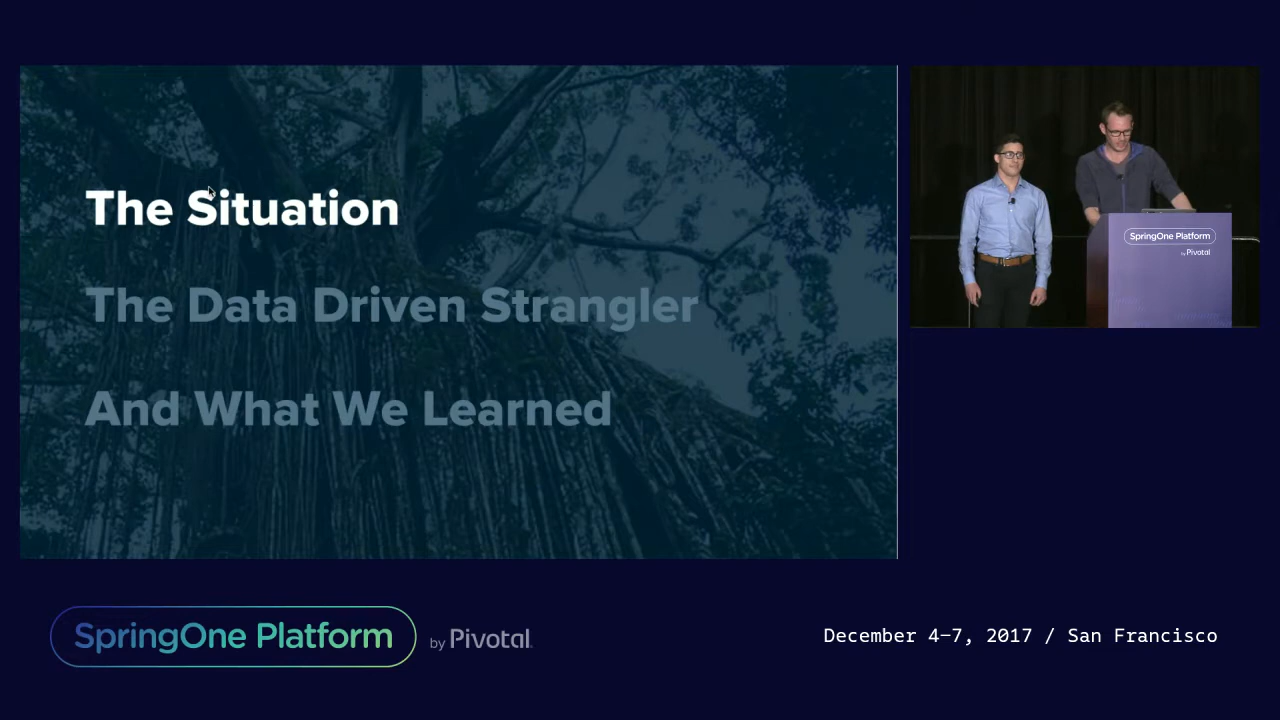 The Situation
The Data Driven Strangler
And What We Learned
SpringOne Platform
by Pivotal
SpringOne Platform by Pivotal.
December 4–7, 2017 / San Francisco